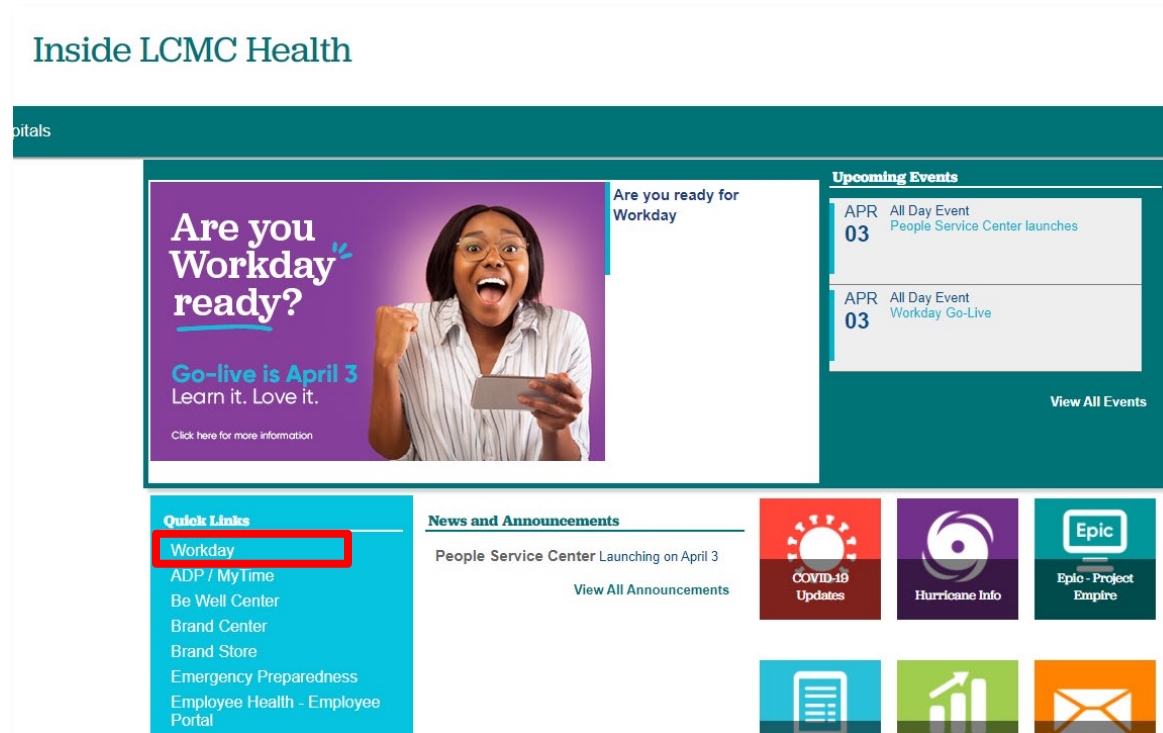 Inside LCMC Health
pitals
Are you
Workday
ready?
Go-live is April 3
Learn it. Love it.
Click here for more information
Are you ready for
Workday
Upcoming Events
APR
03
All Day Event
People Service Center launches
APR
03
All Day Event
Workday Go-Live
View All Events
Quick Links
Workday
ADP / MyTime
Be Well Center
Brand Center
Brand Store
Emergency Preparedness
Employee Health - Employee
Portal
News and Announcements
People Service Center Launching on April 3
View All Announcements
COVID-19
Updates
Hurricane Info
Epic
Epic - Project
Empire